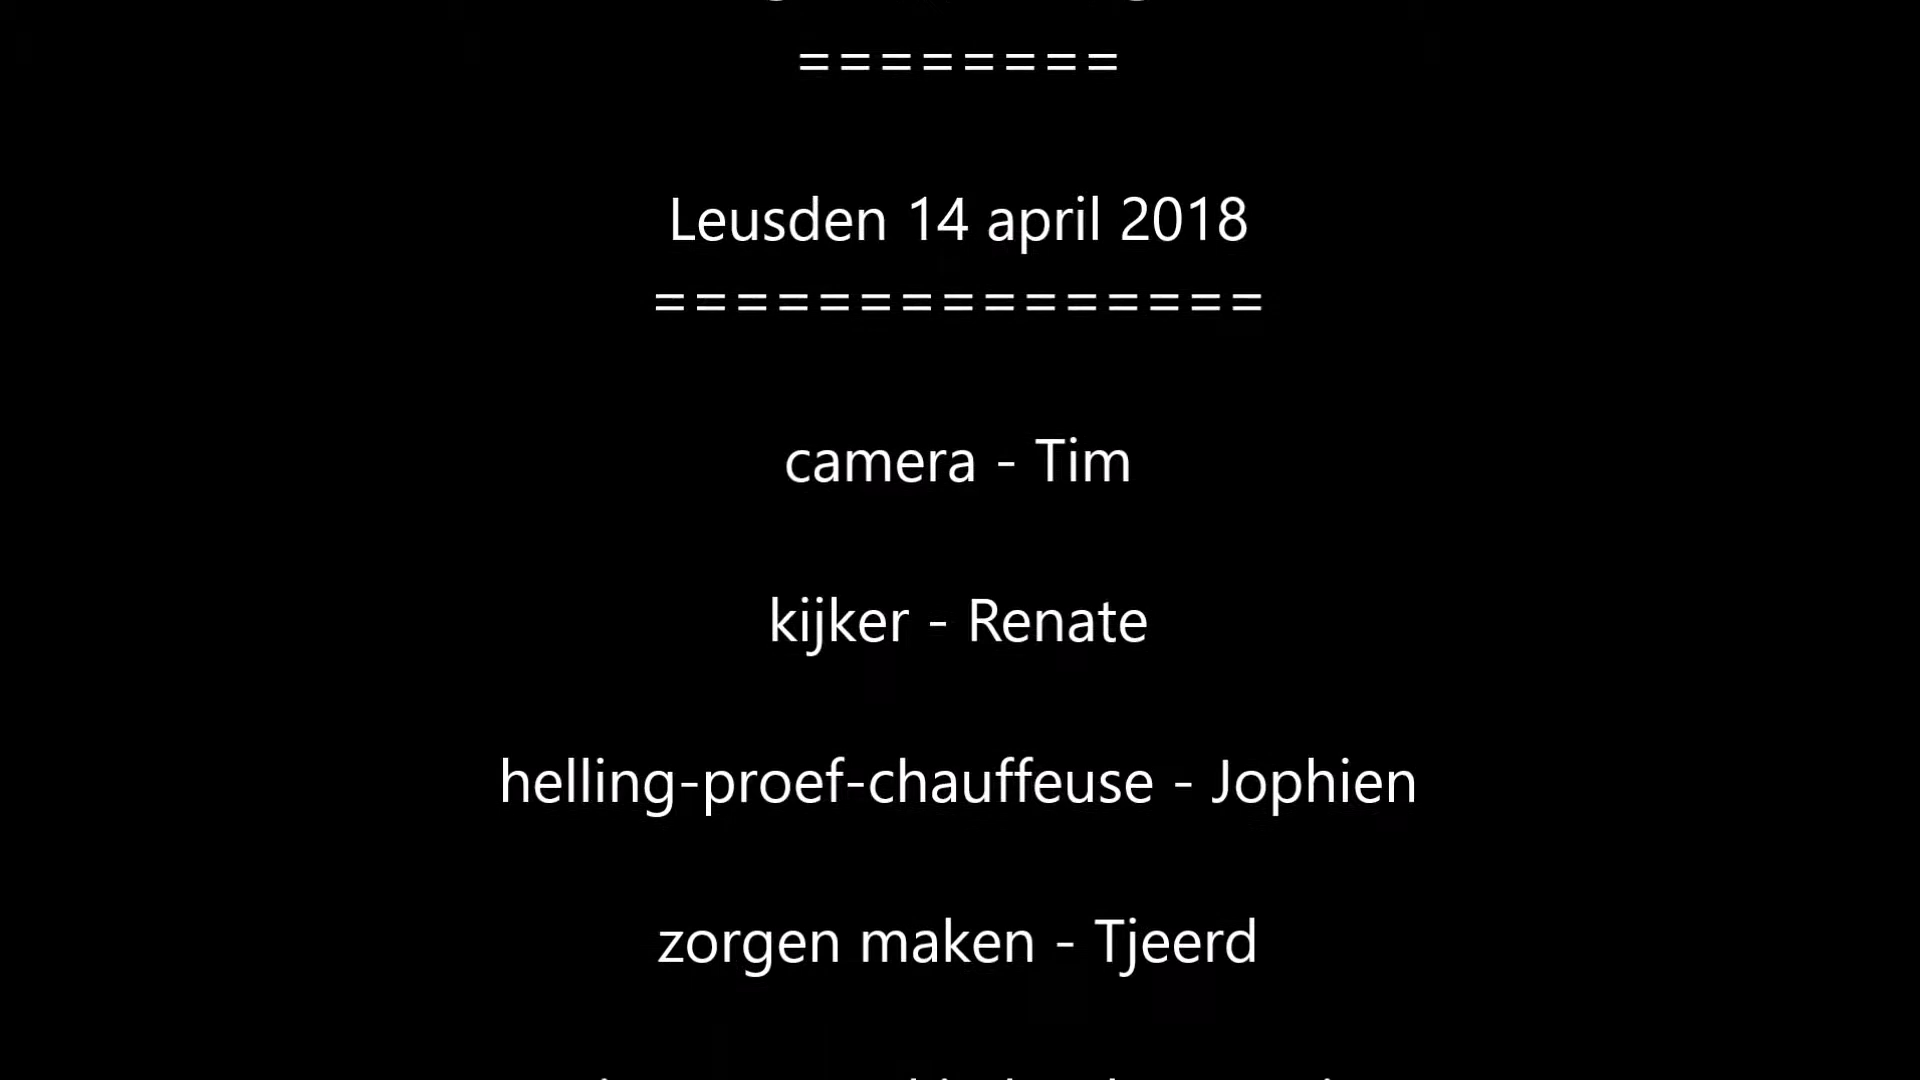 ========
Leusden 14 april 2018
===============
camera - Tim
kijker - Renate
helling-proef-chauffeuse - Jophien
zorgen maken - Tjeerd